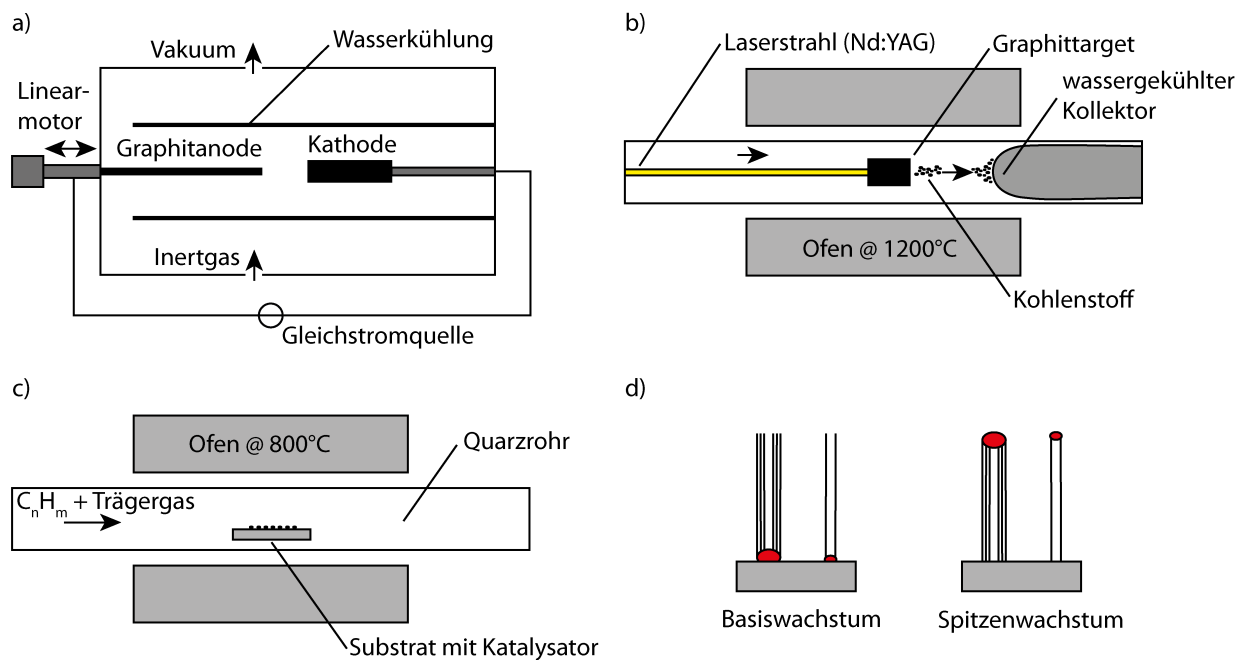 a)
Vakuum
Wasserkühlung
Linear-
motor
Graphitanode
Kathode
Inertgas
Gleichstromquelle
b)
Laserstrahl (Nd:YAG)
Graphittarget
wassergekühlter
Kollektor
Ofen @ 1200°C
Kohlenstoff
c)
Ofen @ 800°C
Quarzrohr
CnHm + Trägergas
Substrat mit Katalysator
d)
Basiswachstum
Spitzenwachstum